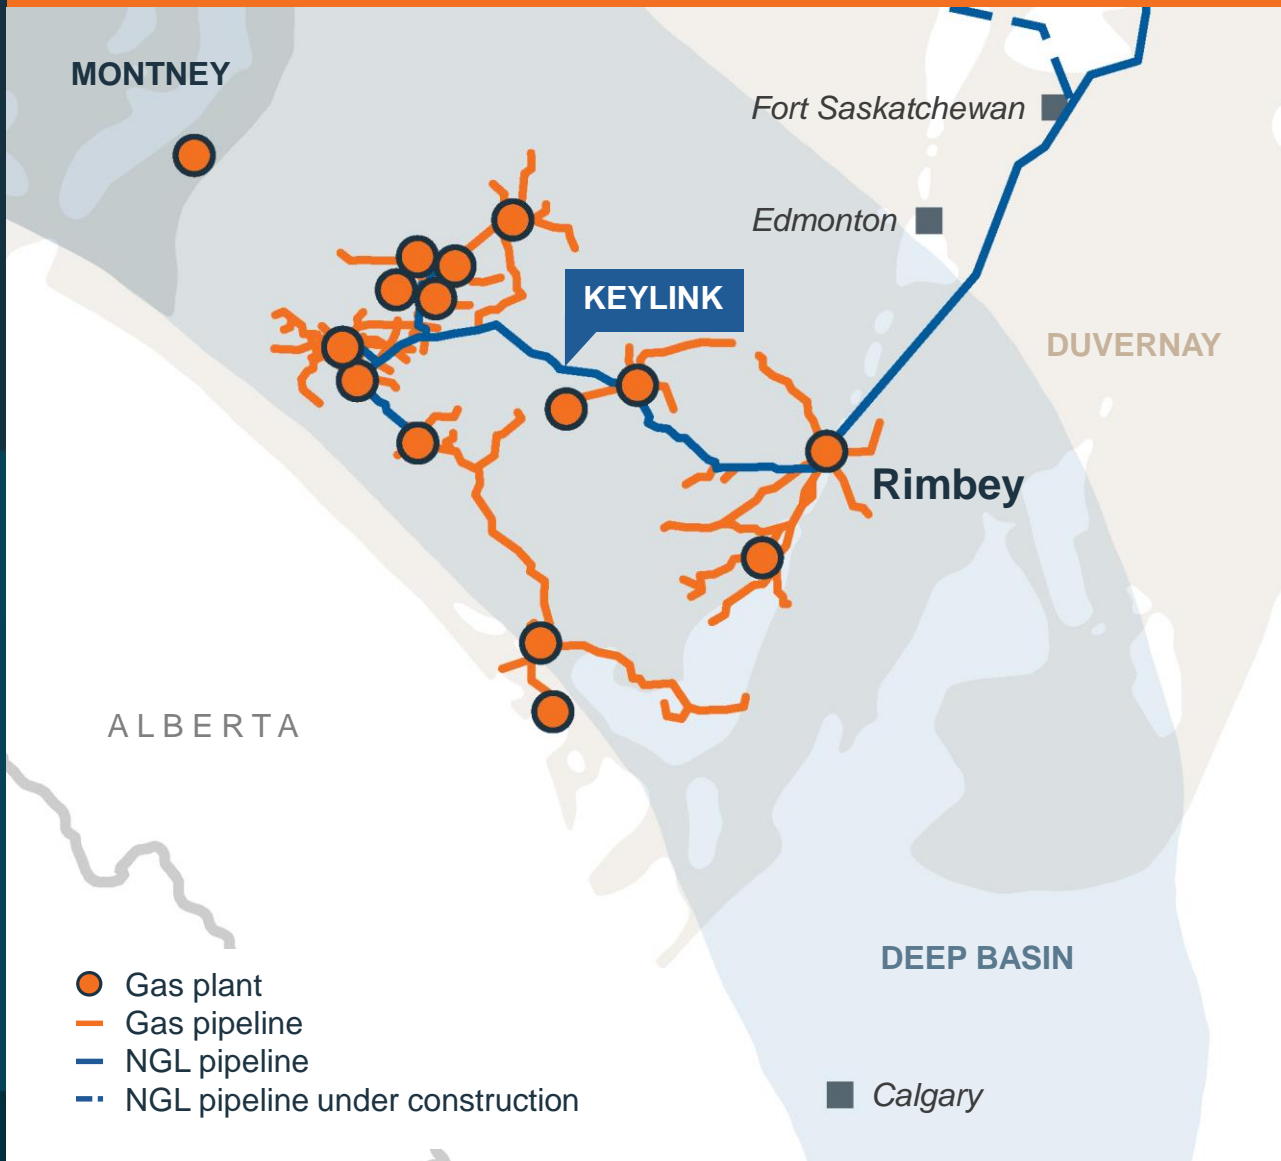 MONTNEY
Fort Saskatchewan
Edmonton
KEYLINK
DUVERNAY
Rimbey
ALBERTA
DEEP BASIN
Gas plant
Gas pipeline
NGL pipeline
NGL pipeline under construction
Calgary